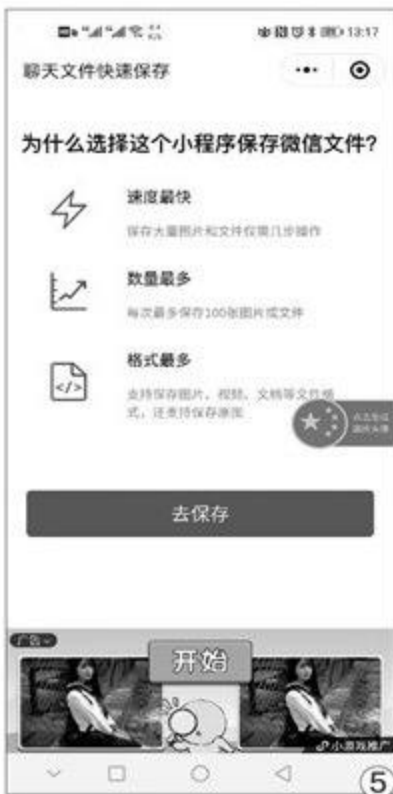 13:17
聊天文件快速保存
为什么选择这个小程序保存微信文件?
速度最快
保存大量图片和文件仅需几步操作
数量最多
每次最多保存100张图片或文件
格式最多
支持保存图片、视频、文档等文件格
式，还支持保存原图
去保存
广告
开始
小游戏推广
⑤